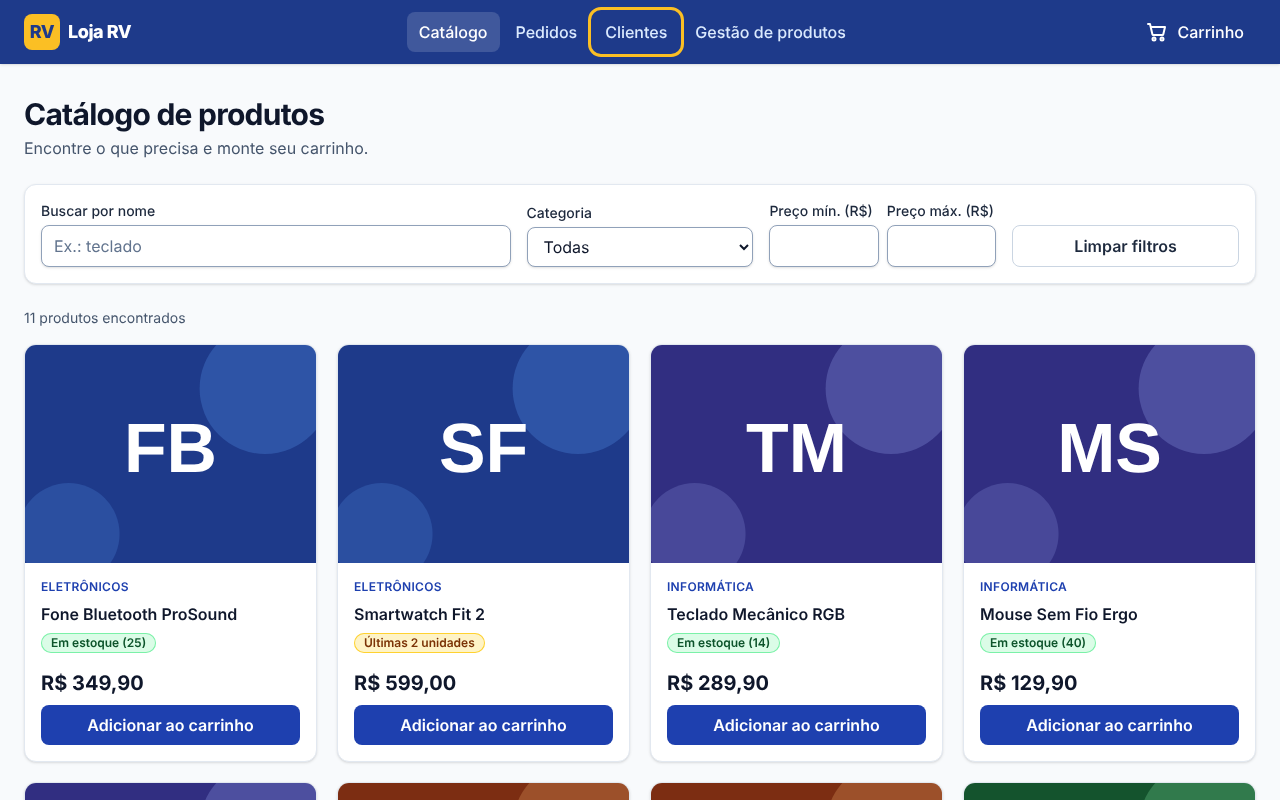 RV Loja RV Catálogo Pedidos Clientes Gestão de produtos Carrinho
Catálogo de produtos
Encontre o que precisa e monte seu carrinho.
Buscar por nome Categoria Preço mín. (R$) Preço máx. (R$)
Ex.: teclado Todas Limpar filtros
11 produtos encontrados
FB SF TM MS
ELETRÔNICOS ELETRÔNICOS INFORMÁTICA INFORMÁTICA
Fone Bluetooth ProSound Smartwatch Fit 2 Teclado Mecânico RGB Mouse Sem Fio Ergo
Em estoque (25) Últimas 2 unidades Em estoque (14) Em estoque (40)
R$ 349,90 R$ 599,00 R$ 289,90 R$ 129,90
Adicionar ao carrinho Adicionar ao carrinho Adicionar ao carrinho Adicionar ao carrinho